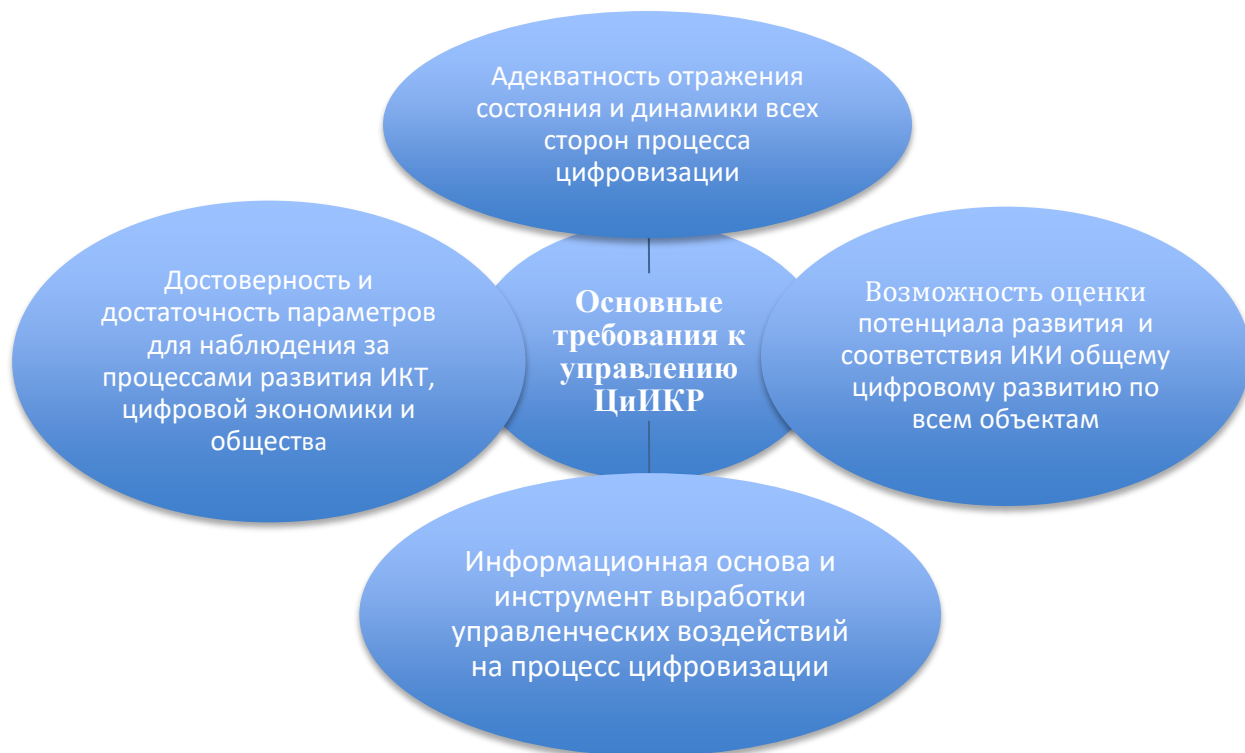 Адекватность отражения
состояния и динамики всех
сторон процесса
цифровизации
Достоверность и
достаточность параметров
для наблюдения за
процессами развития ИКТ,
цифровой экономики и
общества
Основные
требования к
управлению
ЦиИКР
Возможность оценки
потенциала развития и
соответствия ИКИ общему
цифровому развитию по
всем объектам
Информационная основа и
инструмент выработки
управленческих воздействий
на процесс цифровизации